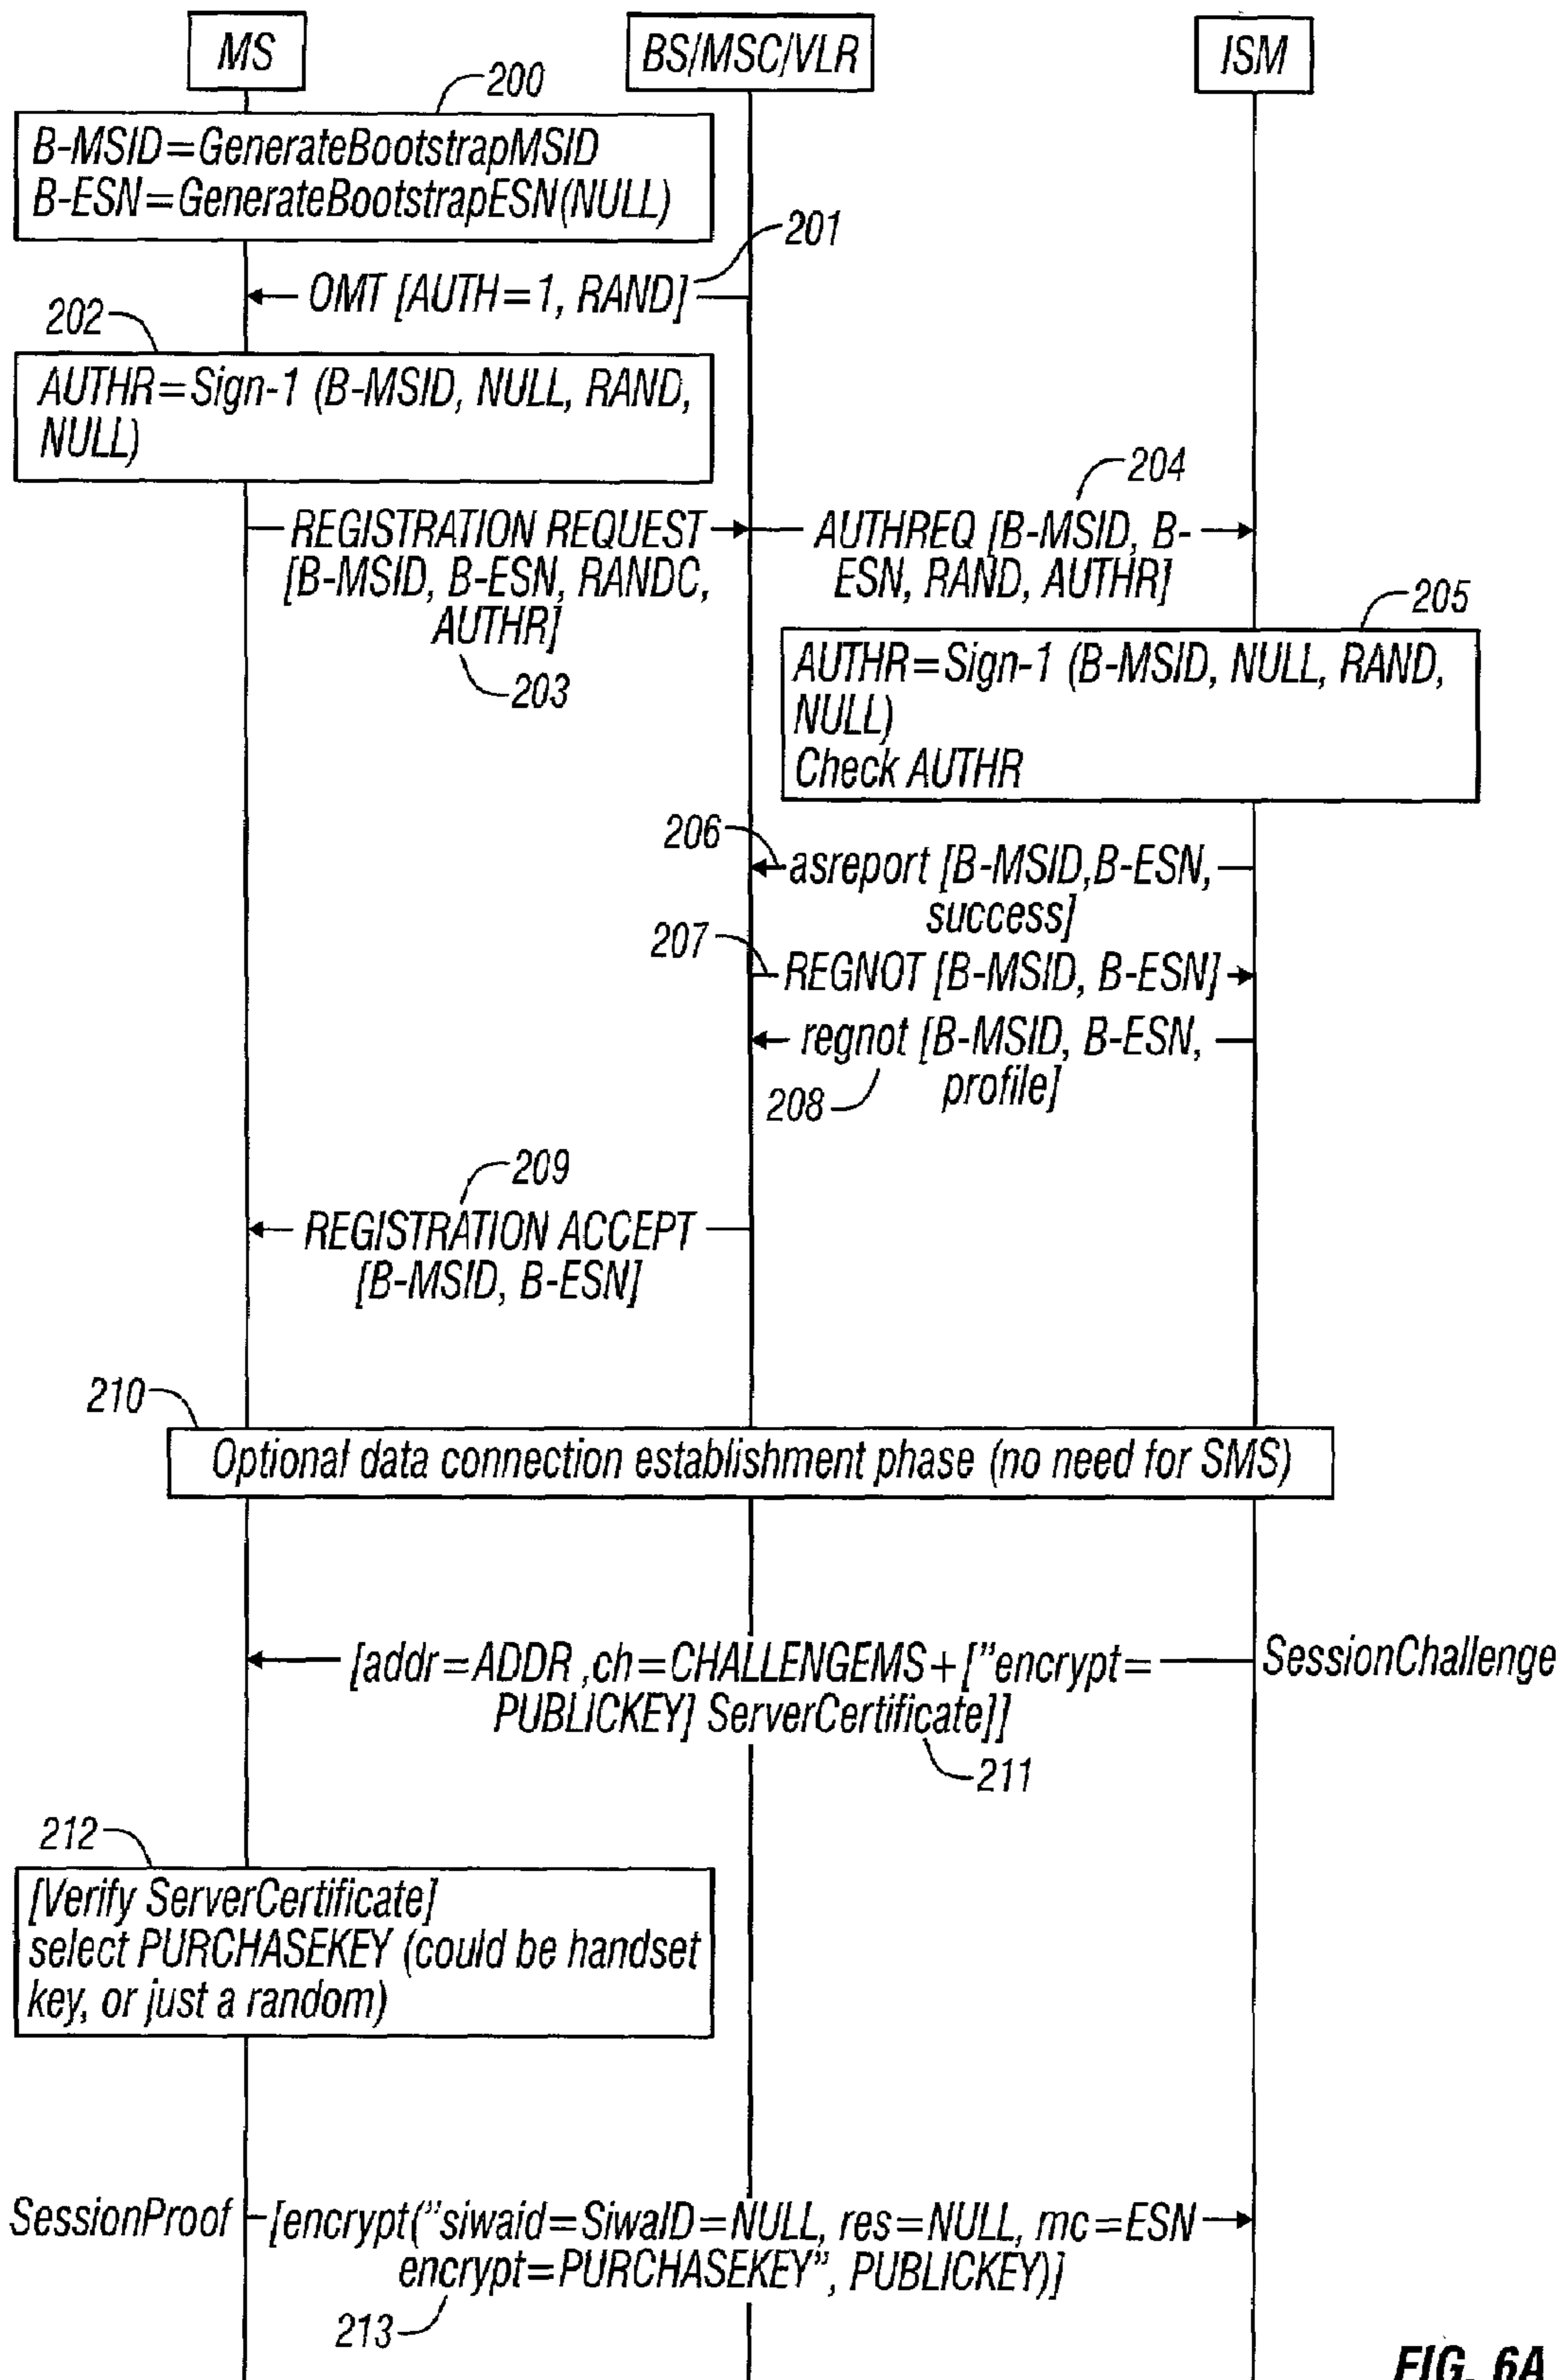 MS
BS/MSC/VLR
ISM
200
B-MSID=GenerateBootstrapMSID
B-ESN=GenerateBootstrapESN(NULL)
201
OMT [AUTH=1, RAND]
202
AUTHR=Sign-1 (B-MSID, NULL, RAND,
NULL)
204
REGISTRATION REQUEST
[B-MSID, B-ESN, RANDC,
AUTHR]
203
AUTHREQ [B-MSID, B-
ESN, RAND, AUTHR]
205
AUTHR=Sign-1 (B-MSID, NULL, RAND,
NULL)
Check AUTHR
206
asreport [B-MSID,B-ESN,
success]
207
REGNOT [B-MSID, B-ESN]
regnot [B-MSID, B-ESN,
profile]
208
209
REGISTRATION ACCEPT
[B-MSID, B-ESN]
210
Optional data connection establishment phase (no need for SMS)
[addr=ADDR ,ch=CHALLENGEMS+["encrypt=
PUBLICKEY] ServerCertificate]]
SessionChallenge
211
212
[Verify ServerCertificate]
select PURCHASEKEY (could be handset
key, or just a random)
SessionProof
[encrypt("siwaid=SiwaID=NULL, res=NULL, mc=ESN
encrypt=PURCHASEKEY", PUBLICKEY)]
213
FIG. 6A